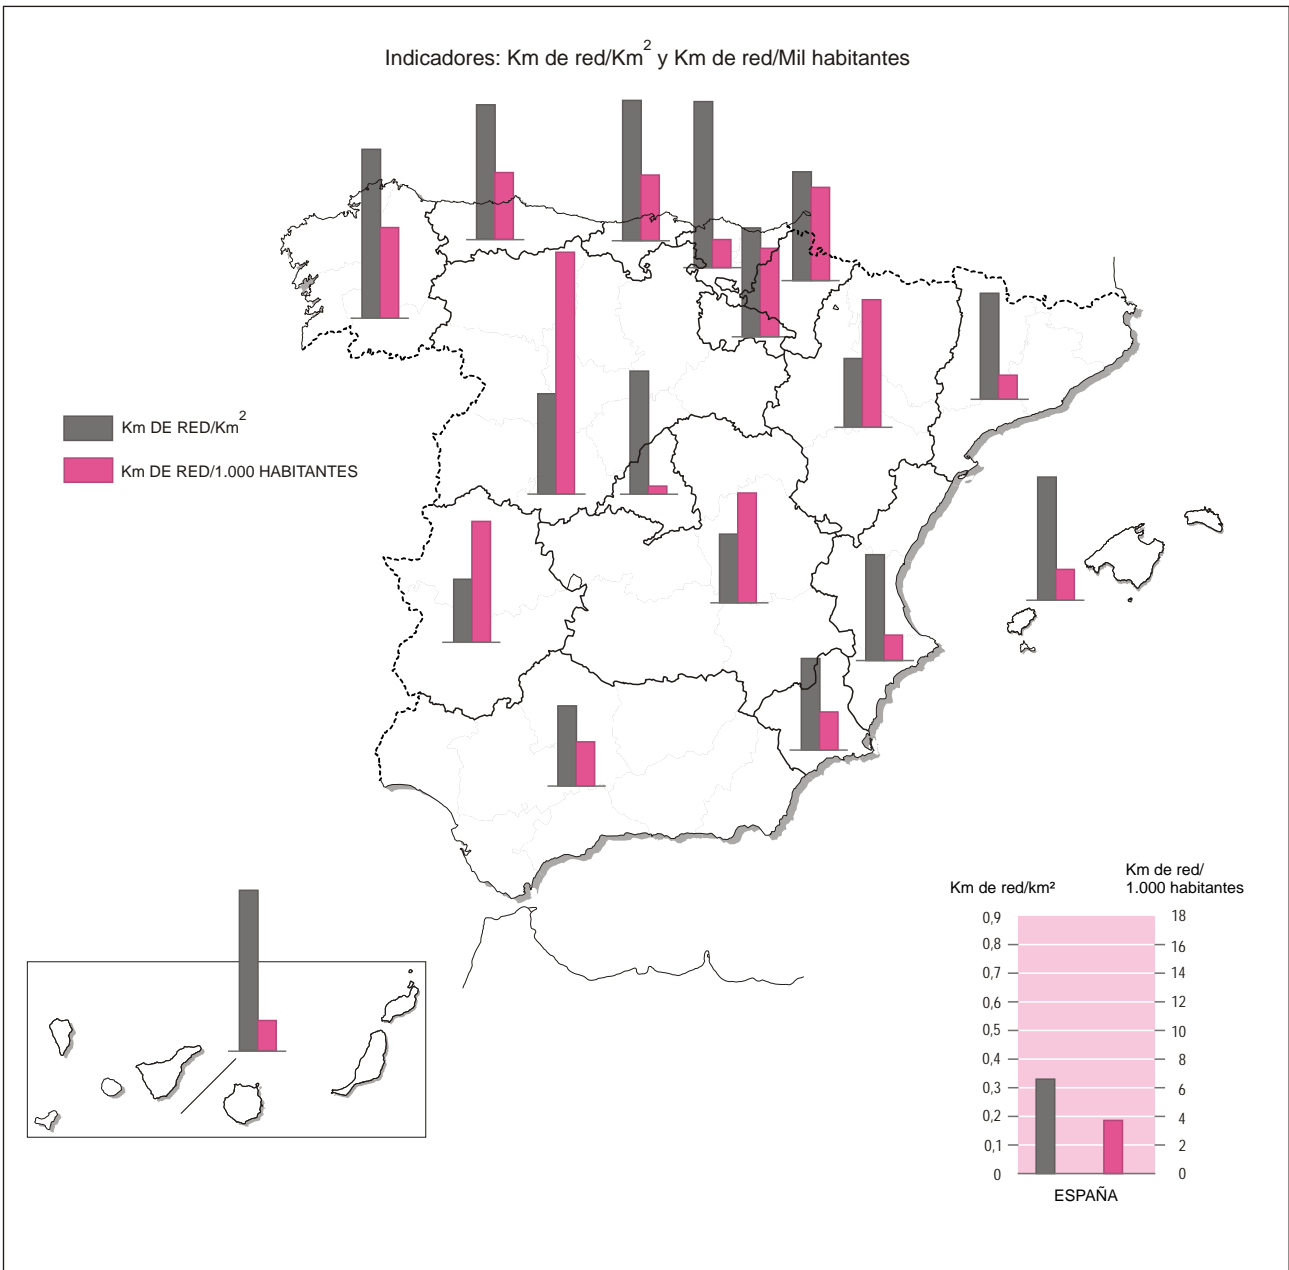 Indicadores: Km de red/Km² y Km de red/Mil habitantes
Km DE RED/Km²
Km DE RED/1.000 HABITANTES
Km de red/km²
Km de red/
1.000 habitantes
0,9 18
0,8 16
0,7 14
0,6 12
0,5 10
0,4 8
0,3 6
0,2 4
0,1 2
0 0
ESPAÑA